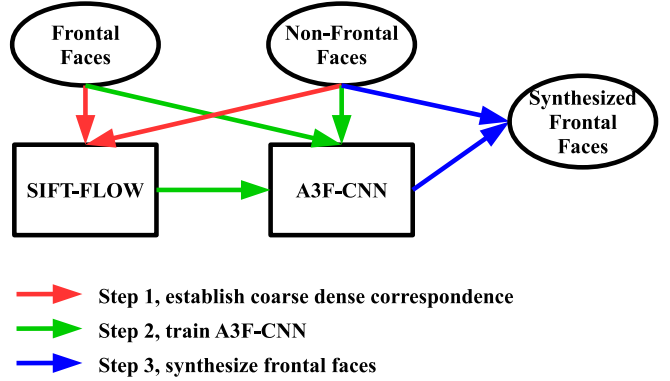 Frontal
Faces
Non-Frontal
Faces
Synthesized
Frontal
Faces
SIFT-FLOW
A3F-CNN
Step 1, establish coarse dense correspondence
Step 2, train A3F-CNN
Step 3, synthesize frontal faces